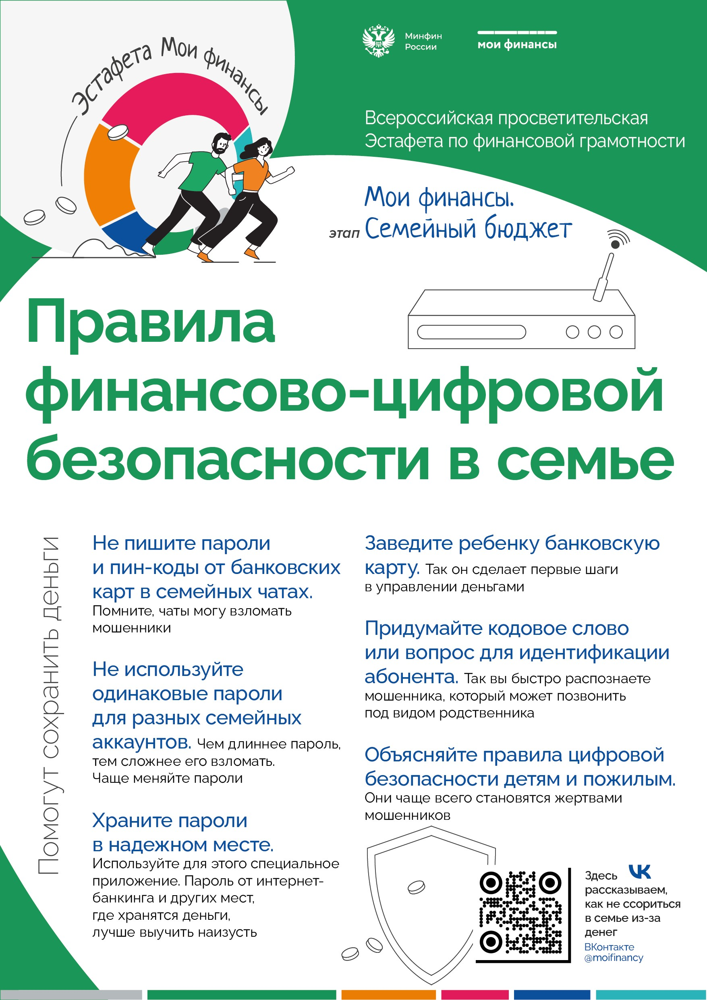 Эстафета Мои финансы
Минфин
России
мои финансы
Всероссийская просветительская
Эстафета по финансовой грамотности
Мои финансы.
этап Семейный бюджет
Правила
финансово-цифровой
безопасности в семье
Помогут сохранить деньги
Не пишите пароли
и пин-коды от банковских
карт в семейных чатах.
Помните, чаты могу взломать
мошенники
Не используйте
одинаковые пароли
для разных семейных
аккаунтов. Чем длиннее пароль,
тем сложнее его взломать.
Чаще меняйте пароли
Храните пароли
в надежном месте.
Используйте для этого специальное
приложение. Пароль от интернет-
банкинга и других мест,
где хранятся деньги,
лучше выучить наизусть
Заведите ребенку банковскую
карту. Так он сделает первые шаги
в управлении деньгами
Придумайте кодовое слово
или вопрос для идентификации
абонента. Так вы быстро распознаете
мошенника, который может позвонить
под видом родственника
Объясняйте правила цифровой
безопасности детям и пожилым.
Они чаще всего становятся жертвами
мошенников
Здесь
рассказываем,
как не ссориться
в семье из-за
денег
ВКонтакте
@moifinancy